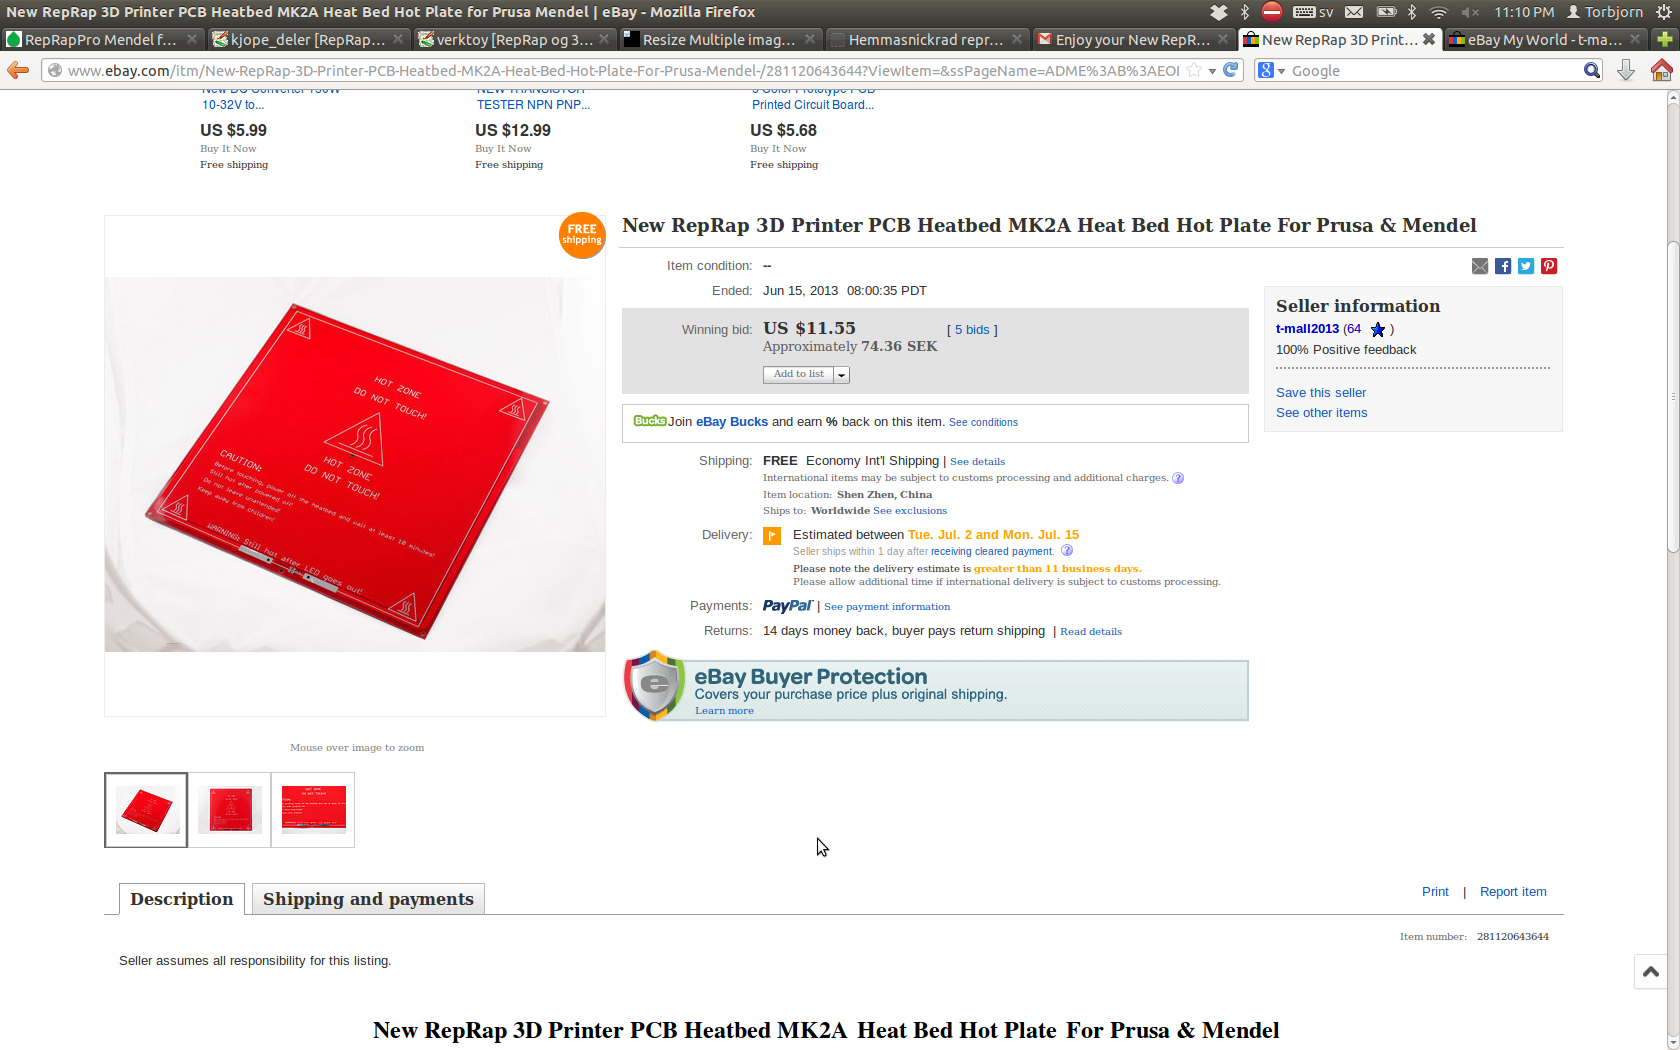 New RepRap 3D Printer PCB Heatbed MK2A Heat Bed Hot Plate for Prusa Mendel | eBay - Mozilla Firefox
sv
11:10 PM
Torbjorn
RepRapPro Mendel f...
kjope_deler [RepRap...
verktoy [RepRap og 3...
Resize Multiple imag...
Hemmasnickrad repr...
Enjoy your New RepR...
New RepRap 3D Print...
eBay My World - t-ma...
www.ebay.com/itm/New-RepRap-3D-Printer-PCB-Heatbed-MK2A-Heat-Bed-Hot-Plate-For-Prusa-Mendel-/281120643644?ViewItem=&ssPageName=ADME%3AB%3AEOI
Google
New DC Converter 150W
10-32V to...
NEW TRANSISTOR
TESTER NPN PNP...
5 Color Prototype PCB
Printed Circuit Board...
US $5.99
Buy It Now
Free shipping
US $12.99
Buy It Now
Free shipping
US $5.68
Buy It Now
Free shipping
FREE
shipping
HOT ZONE
DO NOT TOUCH!
HOT ZONE
DO NOT TOUCH!
CAUTION:
Before touching, power off the heatbed and wait at least 10 minutes!
Still hot after powered off!
Do not leave unattended!
Keep away from children!
WARNING: Still hot after LED goes out!
Mouse over image to zoom
New RepRap 3D Printer PCB Heatbed MK2A Heat Bed Hot Plate For Prusa & Mendel
Item condition: --
Ended: Jun 15, 2013 08:00:35 PDT
Winning bid: US $11.55 [ 5 bids ]
Approximately 74.36 SEK
Add to list
Bucks Join eBay Bucks and earn % back on this item. See conditions
Shipping: FREE Economy Int'l Shipping | See details
International items may be subject to customs processing and additional charges.
Item location: Shen Zhen, China
Ships to: Worldwide See exclusions
Delivery: Estimated between Tue. Jul. 2 and Mon. Jul. 15
Seller ships within 1 day after receiving cleared payment.
Please note the delivery estimate is greater than 11 business days.
Please allow additional time if international delivery is subject to customs processing.
Payments: PayPal | See payment information
Returns: 14 days money back, buyer pays return shipping | Read details
eBay Buyer Protection
Covers your purchase price plus original shipping.
Learn more
Seller information
t-mall2013 (64 )
100% Positive feedback
Save this seller
See other items
Description
Shipping and payments
Print | Report item
Item number: 281120643644
Seller assumes all responsibility for this listing.
New RepRap 3D Printer PCB Heatbed MK2A Heat Bed Hot Plate For Prusa & Mendel